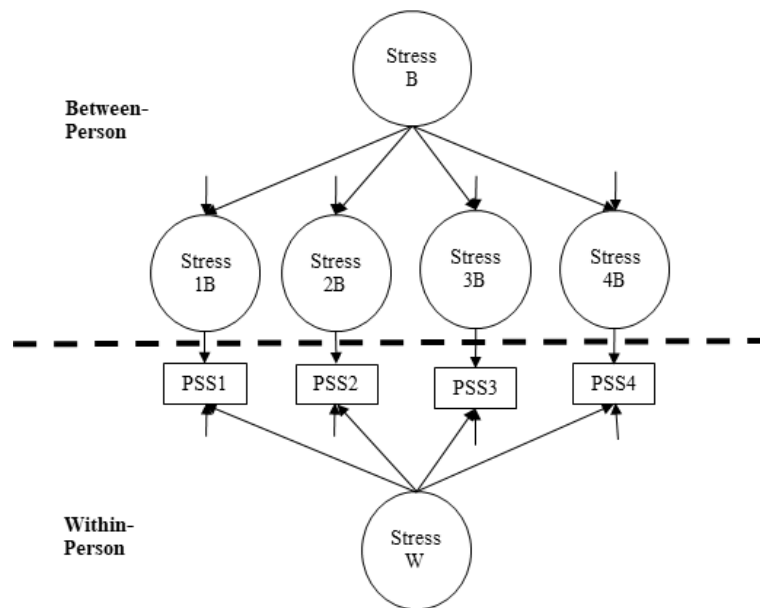 Stress
B
Between-
Person
Stress
1B
Stress
2B
Stress
3B
Stress
4B
PSS1
PSS2
PSS3
PSS4
Within-
Person
Stress
W